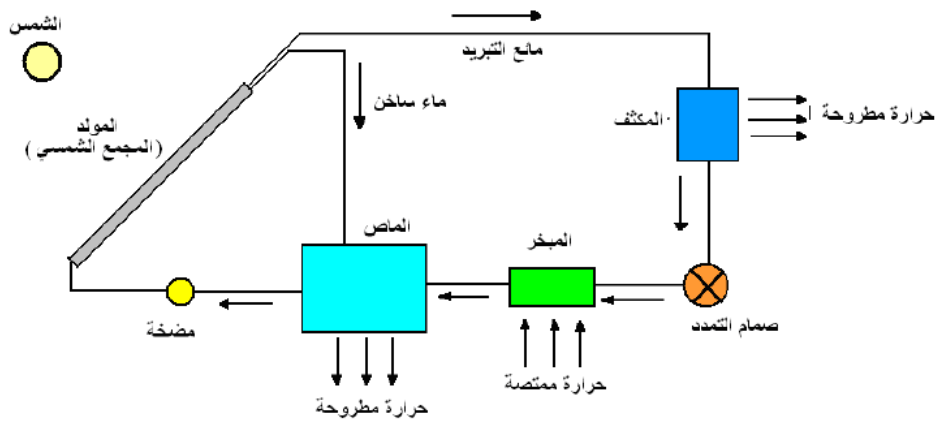 الشمس
مائع التبريد
ماء ساخن
المولد
(المجمع الشمسي )
المكثف
حرارة مطروحة
الماص
المبخر
صمام التمدد
مضخة
حرارة ممتصة
حرارة مطروحة